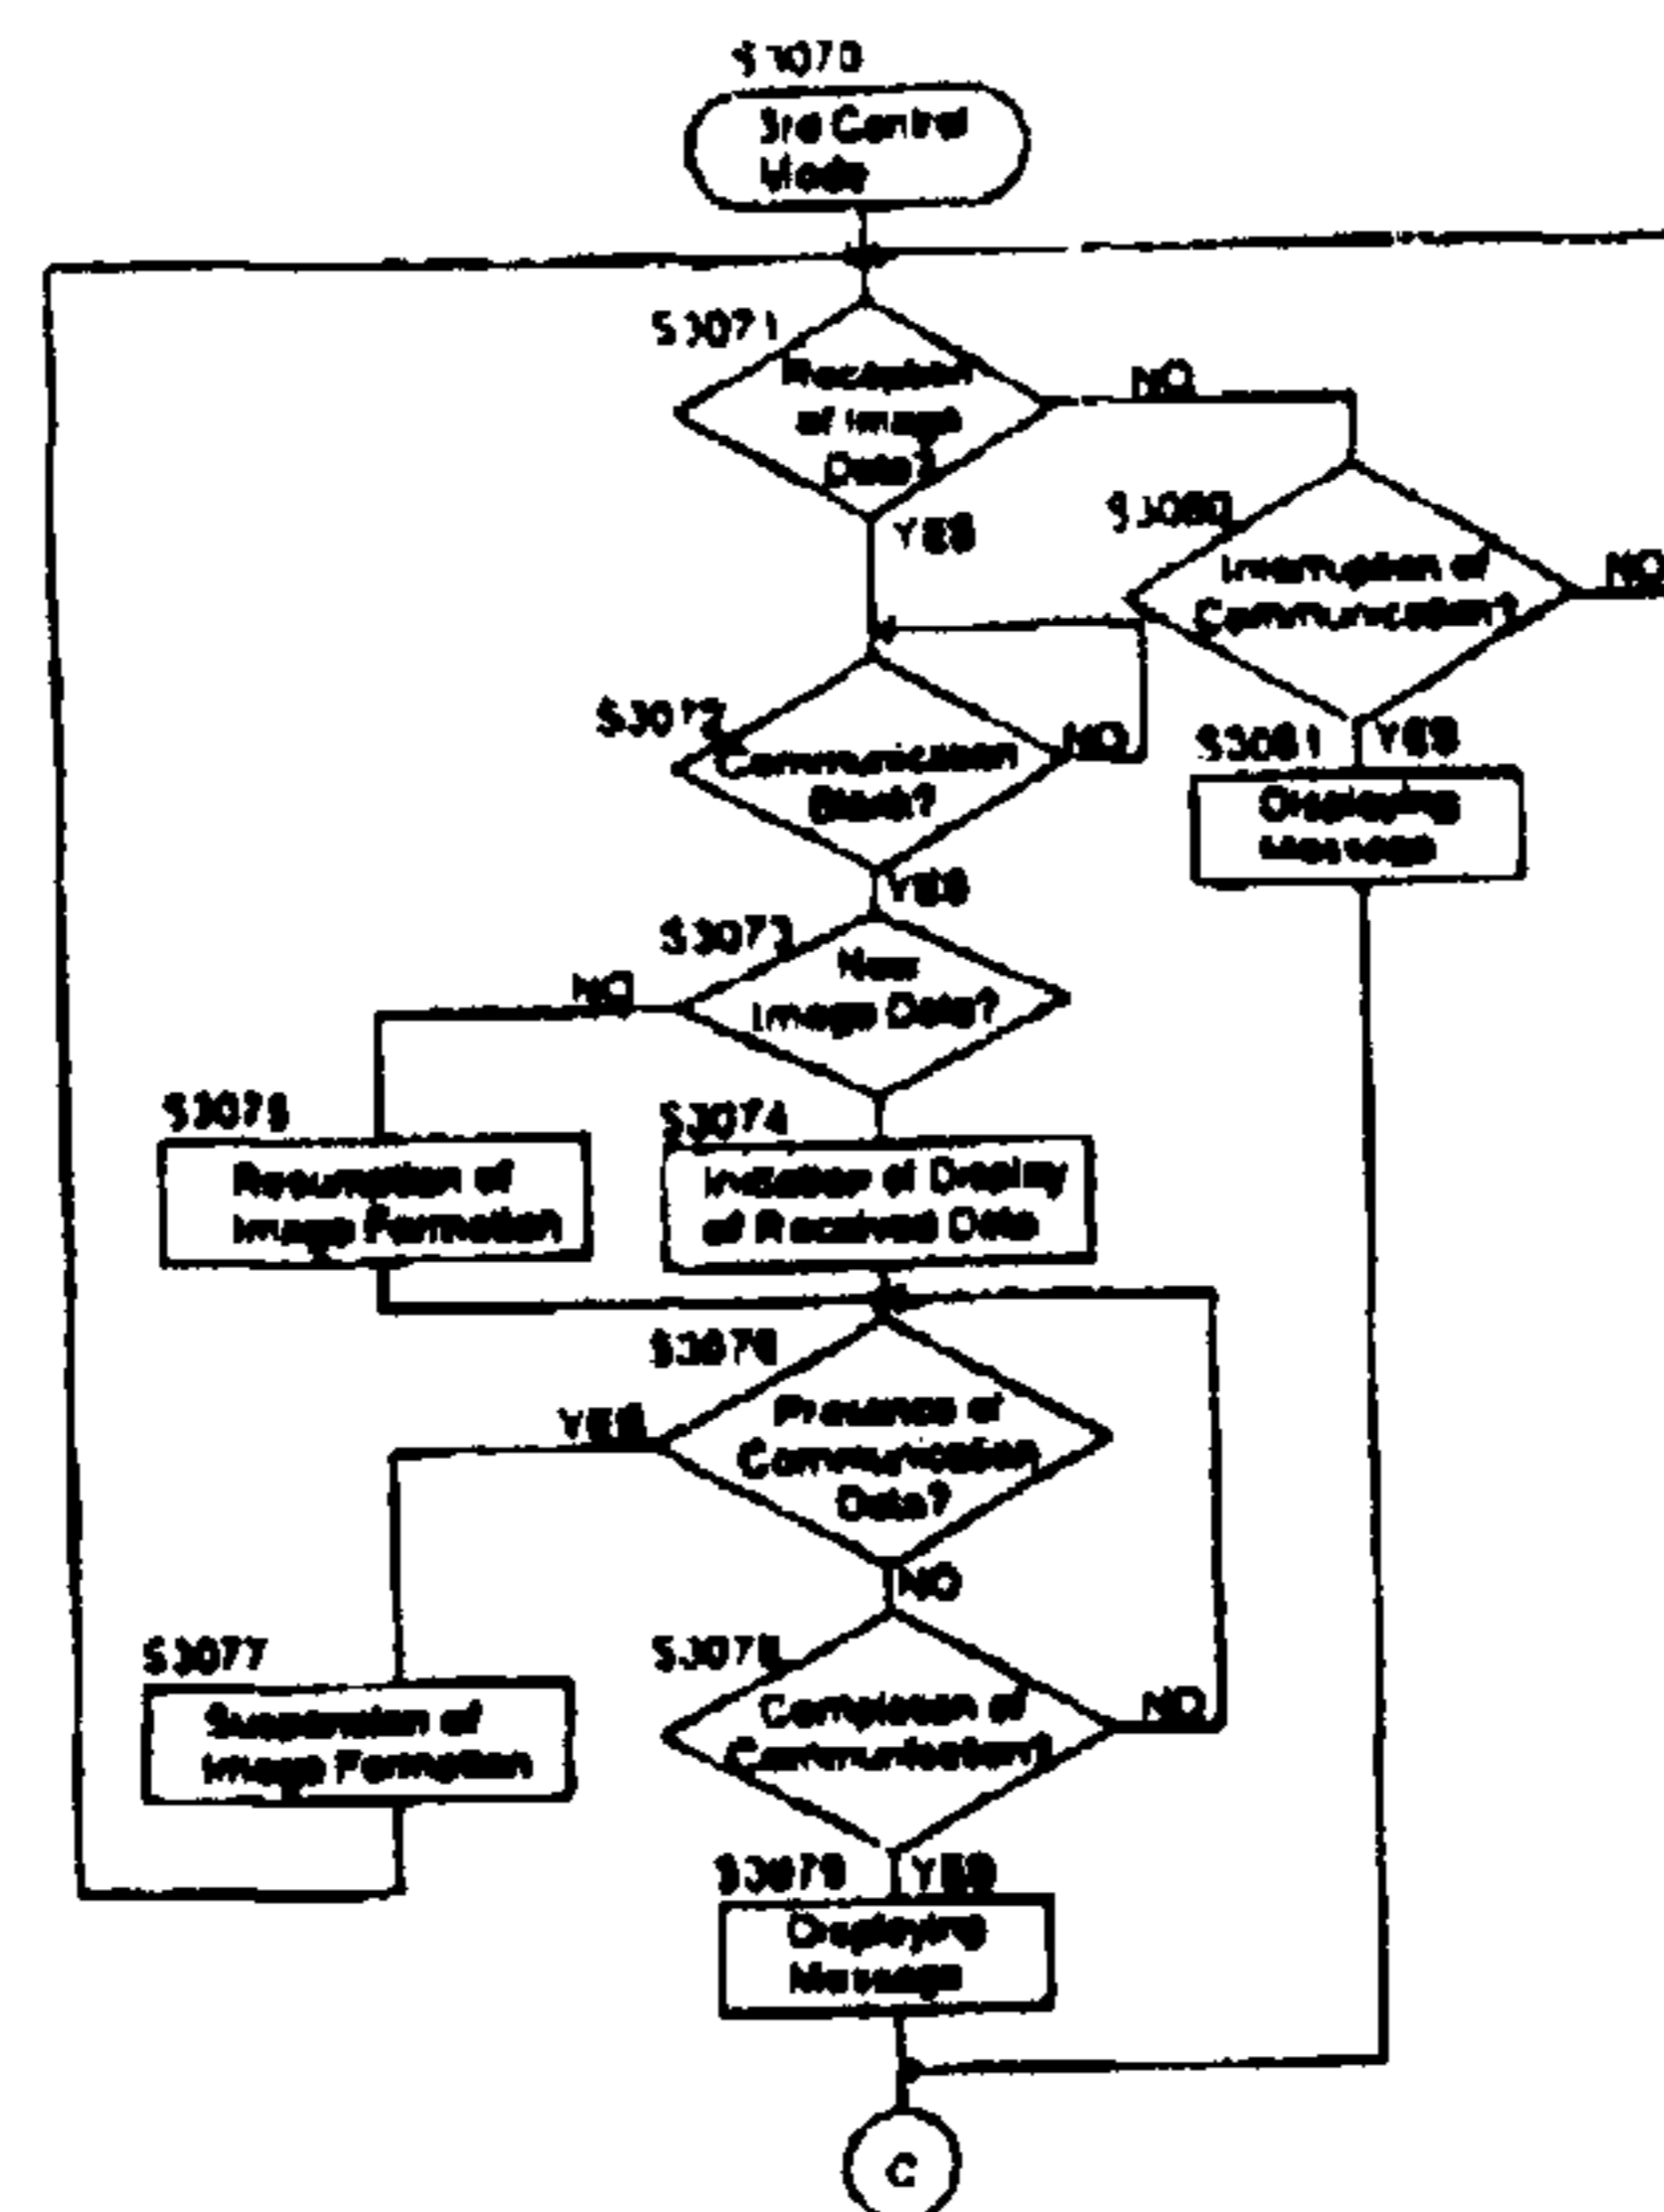 S3070
3rd Control
Mode
S3071
Reception
of Image
Data?
NO
YES
S3080
Interruption of
Communication?
NO
S3072
Communication
NO
YES
S3081
Displaying
Message
YES
S3073
New
Image Data?
NO
S3075
Resumption of
Image Formation
S3074
Initiation of Display
of Received Data
S3076
Presence of
Communication
Data?
YES
NO
S3077
Suspension of
Image Formation
S3078
Completion of
Communication?
NO
S3079
YES
Displaying
Message
C